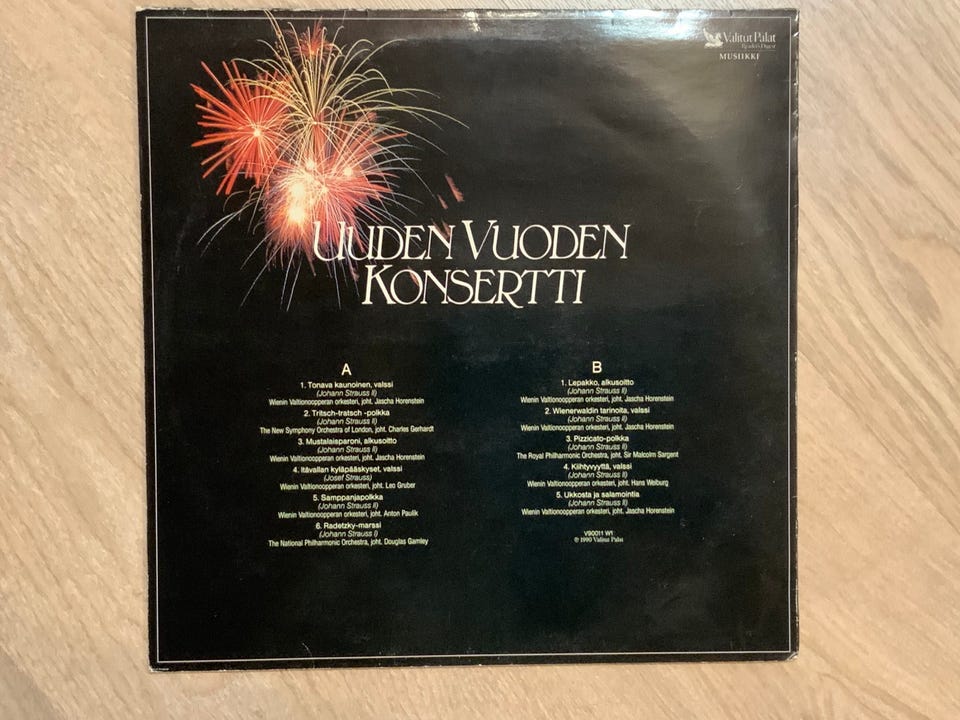 Valitut Palat
Reader's Digest
MUSIIKKI
UUDEN VUODEN
KONSERTTI
A
1. Tonava kaunoinen, valssi
(Johann Strauss II)
Wienin Valtionoopperan orkesteri, joht. Jascha Horenstein
2. Tritsch-tratsch -polkka
(Johann Strauss II)
The New Symphony Orchestra of London, joht. Charles Gerhardt
3. Mustalaisparoni, alkusoitto
(Johann Strauss II)
Wienin Valtionoopperan orkesteri, joht. Jascha Horenstein
4. Itävallan kyläpääskyset, valssi
(Josef Strauss)
Wienin Valtionoopperan orkesteri, joht. Leo Gruber
5. Samppanjapolkka
(Johann Strauss II)
Wienin Valtionoopperan orkesteri, joht. Anton Paulik
6. Radetzky-marssi
(Johann Strauss I)
The National Philharmonic Orchestra, joht. Douglas Gamley
B
1. Lepakko, alkusoitto
(Johann Strauss II)
Wienin Valtionoopperan orkesteri, joht. Jascha Horenstein
2. Wienerwaldin tarinoita, valssi
(Johann Strauss II)
Wienin Valtionoopperan orkesteri, joht. Jascha Horenstein
3. Pizzicato-polkka
(Johann Strauss II)
The Royal Philharmonic Orchestra, joht. Sir Malcolm Sargent
4. Kiihtyvyyttä, valssi
(Johann Strauss II)
Wienin Valtionoopperan orkesteri, joht. Hans Weiburg
5. Ukkosta ja salamointia
(Johann Strauss II)
Wienin Valtionoopperan orkesteri, joht. Jascha Horenstein
V90011 W1
℗ 1990 Valitut Palat